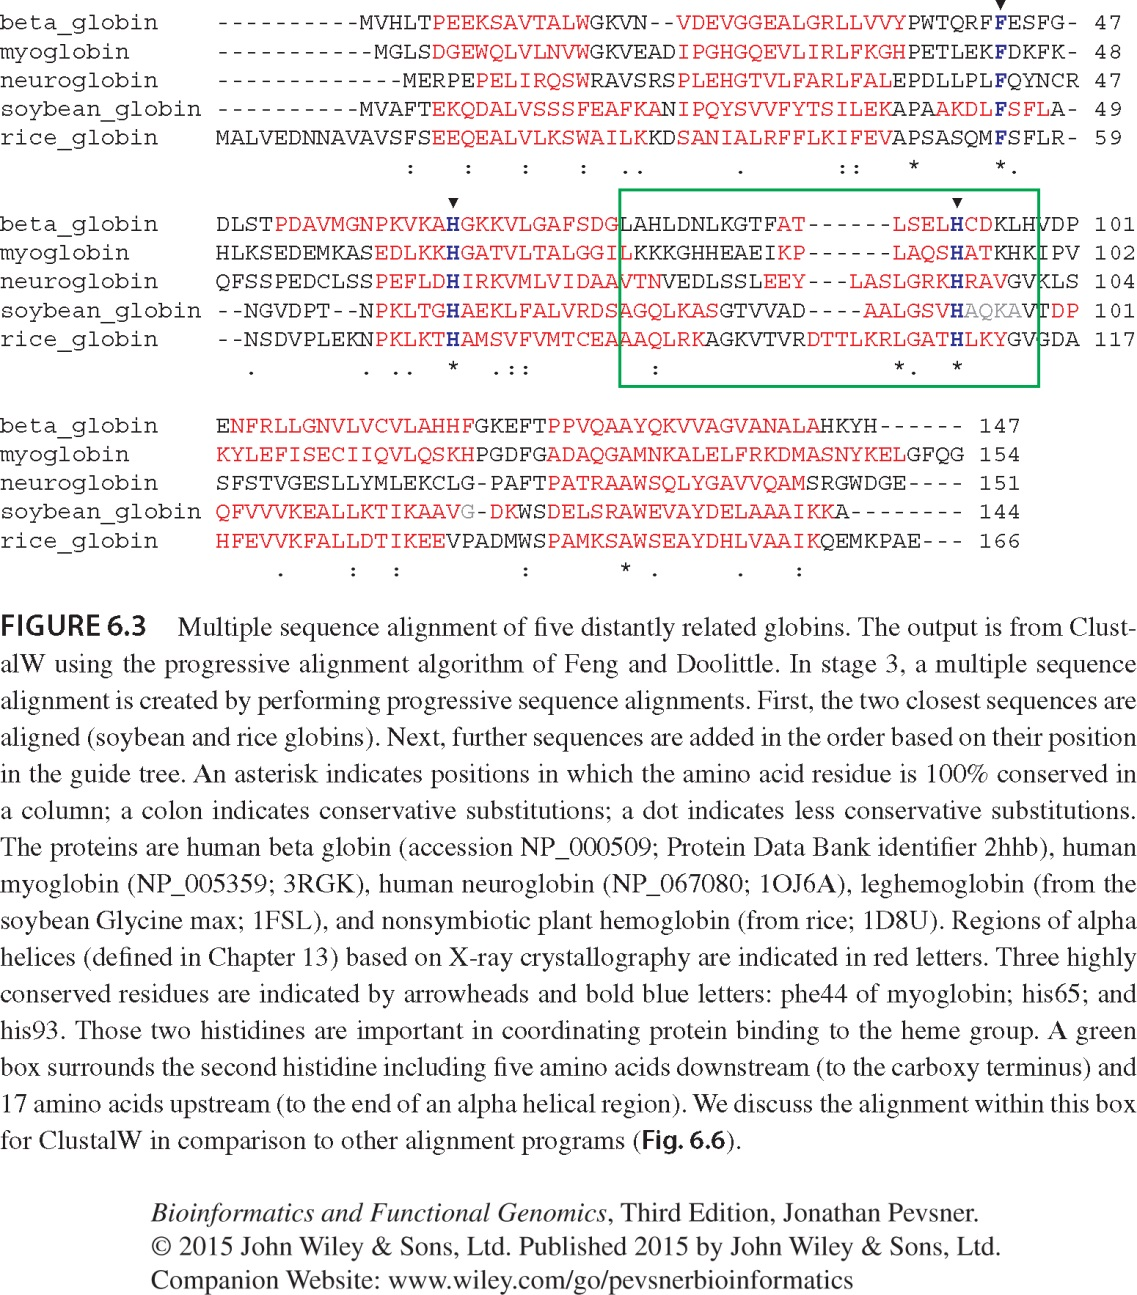 beta_globin    ----------MVHLTPEEKSAVTALWGKVN--VDEVGGEALGRLLVVYPWTQRFFESFG- 47
myoglobin      -----------MGLSDGEWQLVLNVWGKVEADIPGHGQEVLIRLFKGHPETLEKFDKFK- 48
neuroglobin    -------------MERPEPELIRQSWRAVSRSPLEHGTVLFARLFALEPDLLPLFQYNCR 47
soybean_globin ----------MVAFTEKQDALVSSSFEAFKANIPQYSVVFYTSILEKAPAAKDLFSFLA- 49
rice_globin    MALVEDNNAVAVSFSEEQEALVLKSWAILKKDSANIALRFFLKIFEVAPSASQMFSFLR- 59
                            :   :   :   :  ..      .      ::   *     *.
beta_globin    DLSTPDAVMGNPKVKAHGKKVLGAFSDGLAHLDNLKGTFAT------LSELHCDKLHVDP 101
myoglobin      HLKSEDEMKASEDLKKHGATVLTALGGILKKKGHHEAEIKP------LAQSHATKHKIPV 102
neuroglobin    QFSSPEDCLSSPEFLDHIRKVMLVIDAAVTNVEDLSSLEEY---LASLGRKHRAVGVKLS 104
soybean_globin --NGVDPT--NPKLTGHAEKLFALVRDSAGQLKASGTVVAD----AALGSVHAQKAVTDP 101
rice_globin    --NSDVPLEKNPKLKTHAMSVFVMTCEAAAQLRKAGKVTVRDTTLKRLGATHLKYGVGDA 117
                 .       . ..  *  .::        :                *.  *
beta_globin    ENFRLLGNVLVCVLAHHFGKEFTPPVQAAYQKVVAGVANALAHKYH------ 147
myoglobin      KYLEFISECIIQVLQSKHPGDFGADAQGAMNKALELFRKDMASNYKELGFQG 154
neuroglobin    SFSTVGESLLYMLEKCLG-PAFTPATRAAWSQLYGAVVQAMSRGWDGE---- 151
soybean_globin QFVVVKEALLKTIKAAVG-DKWSDELSRAWEVAYDELAAAIKKA-------- 144
rice_globin    HFEVVKFALLDTIKEEVPADMWSPAMKSAWSEAYDHLVAAIKQEMKPAE--- 166
                   .    :  :        :      * .     .   :
FIGURE 6.3 Multiple sequence alignment of five distantly related globins. The output is from Clust-
alW using the progressive alignment algorithm of Feng and Doolittle. In stage 3, a multiple sequence
alignment is created by performing progressive sequence alignments. First, the two closest sequences are
aligned (soybean and rice globins). Next, further sequences are added in the order based on their position
in the guide tree. An asterisk indicates positions in which the amino acid residue is 100% conserved in
a column; a colon indicates conservative substitutions; a dot indicates less conservative substitutions.
The proteins are human beta globin (accession NP_000509; Protein Data Bank identifier 2hhb), human
myoglobin (NP_005359; 3RGK), human neuroglobin (NP_067080; 1OJ6A), leghemoglobin (from the
soybean Glycine max; 1FSL), and nonsymbiotic plant hemoglobin (from rice; 1D8U). Regions of alpha
helices (defined in Chapter 13) based on X-ray crystallography are indicated in red letters. Three highly
conserved residues are indicated by arrowheads and bold blue letters: phe44 of myoglobin; his65; and
his93. Those two histidines are important in coordinating protein binding to the heme group. A green
box surrounds the second histidine including five amino acids downstream (to the carboxy terminus) and
17 amino acids upstream (to the end of an alpha helical region). We discuss the alignment within this box
for ClustalW in comparison to other alignment programs (Fig. 6.6).
Bioinformatics and Functional Genomics, Third Edition, Jonathan Pevsner.
© 2015 John Wiley & Sons, Ltd. Published 2015 by John Wiley & Sons, Ltd.
Companion Website: www.wiley.com/go/pevsnerbioinformatics